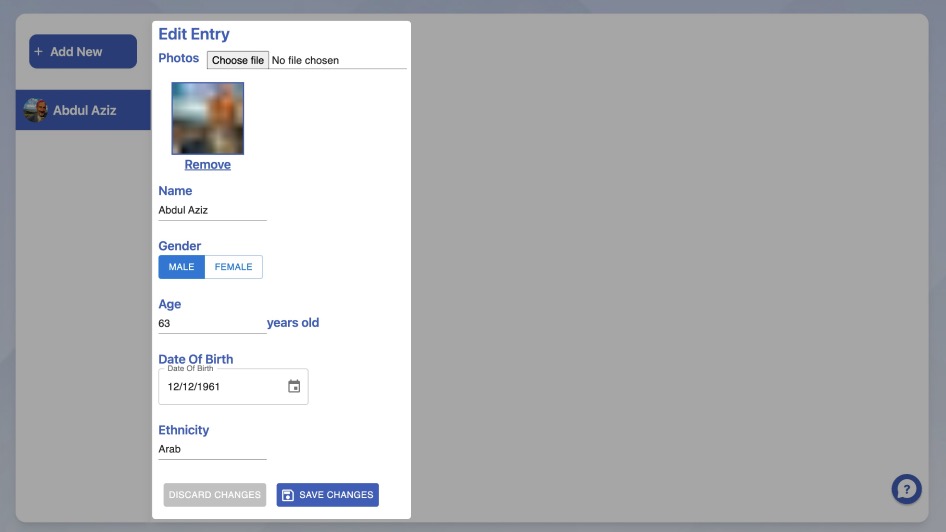 Edit Entry
Photos Choose file No file chosen
+ Add New
Abdul Aziz
Remove
Name
Abdul Aziz
Gender
MALE FEMALE
Age
63 years old
Date Of Birth
Date Of Birth
12/12/1961
Ethnicity
Arab
DISCARD CHANGES SAVE CHANGES
?